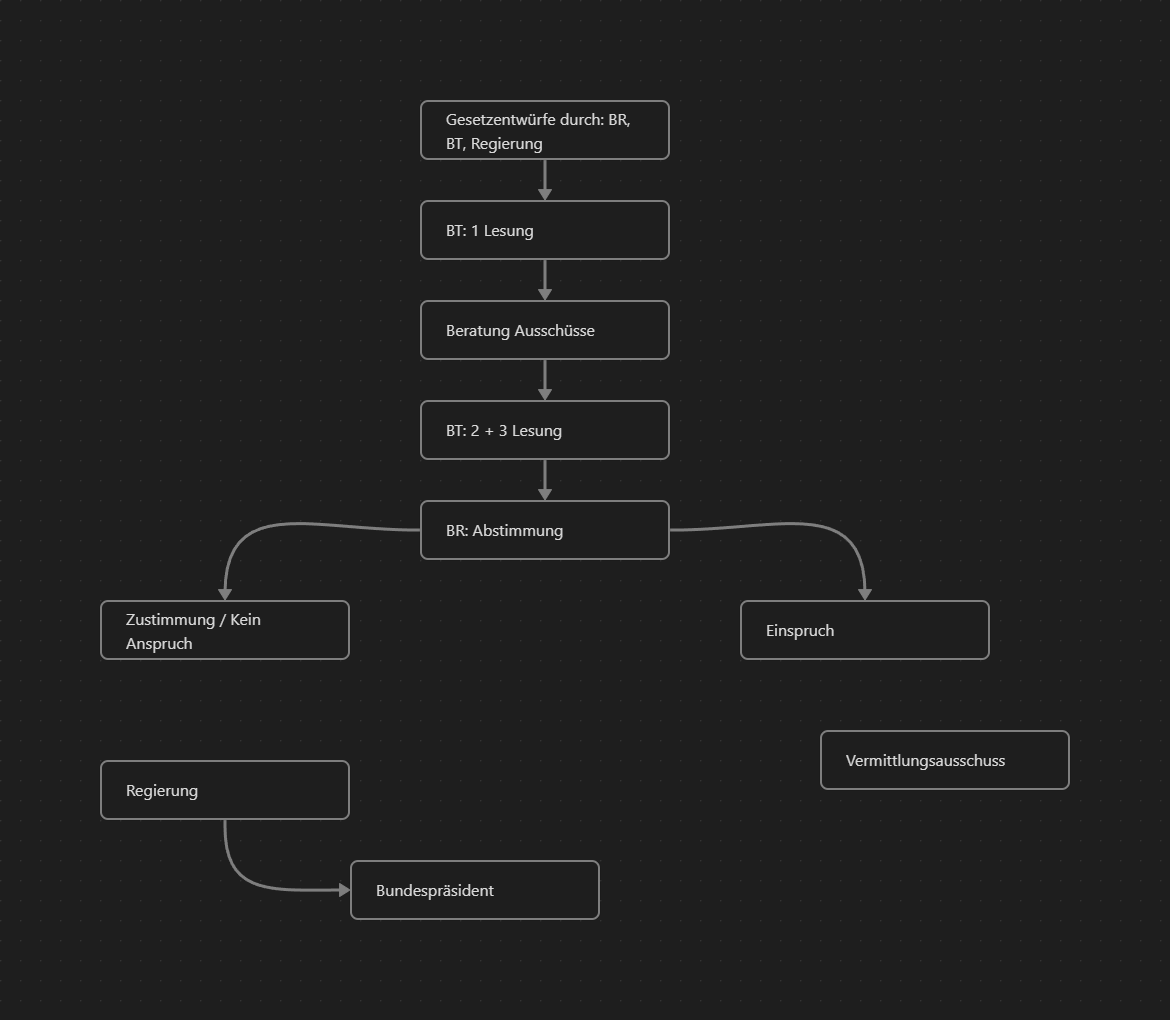 Gesetzentwürfe durch: BR,
BT, Regierung
BT: 1 Lesung
Beratung Ausschüsse
BT: 2 + 3 Lesung
BR: Abstimmung
Zustimmung / Kein
Anspruch
Einspruch
Vermittlungsausschuss
Regierung
Bundespräsident